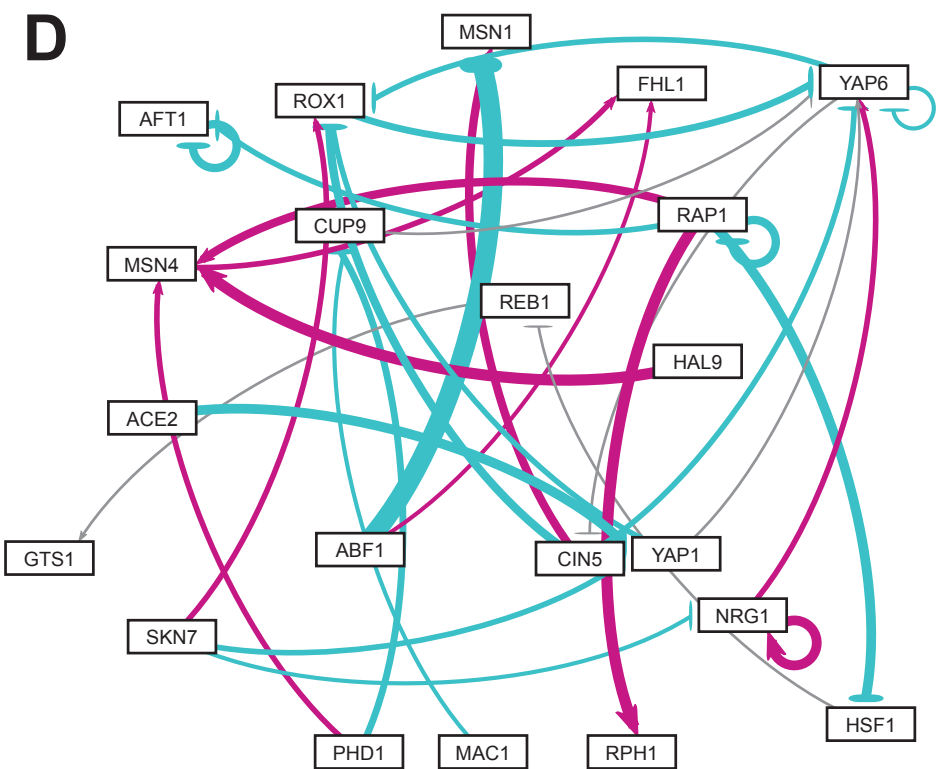 D
MSN1
FHL1
YAP6
ROX1
AFT1
RAP1
CUP9
MSN4
REB1
HAL9
ACE2
GTS1
ABF1
CIN5
YAP1
NRG1
SKN7
HSF1
PHD1
MAC1
RPH1